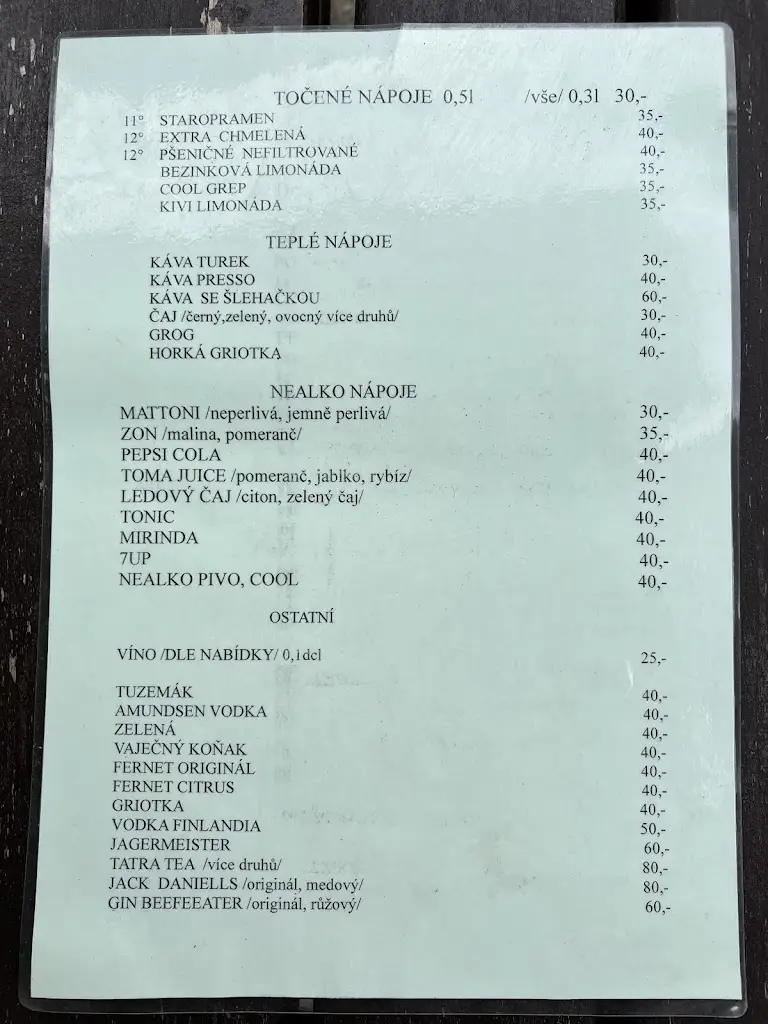 TOČENÉ NÁPOJE 0,5l /vše/ 0,3l 30,-
11° STAROPRAMEN 35,-
12° EXTRA CHMELENÁ 40,-
12° PŠENIČNÉ NEFILTROVANÉ 40,-
BEZINKOVÁ LIMONÁDA 35,-
COOL GREP 35,-
KIVI LIMONÁDA 35,-
TEPLÉ NÁPOJE
KÁVA TUREK 30,-
KÁVA PRESSO 40,-
KÁVA SE ŠLEHAČKOU 60,-
ČAJ /černý,zelený, ovocný více druhů/ 30,-
GROG 40,-
HORKÁ GRIOTKA 40,-
NEALKO NÁPOJE
MATTONI /neperlivá, jemně perlivá/ 30,-
ZON /malina, pomeranč/ 35,-
PEPSI COLA 40,-
TOMA JUICE /pomeranč, jablko, rybíz/ 40,-
LEDOVÝ ČAJ /citon, zelený čaj/ 40,-
TONIC 40,-
MIRINDA 40,-
7UP 40,-
NEALKO PIVO, COOL 40,-
OSTATNÍ
VÍNO /DLE NABÍDKY/ 0,1dcl 25,-
TUZEMÁK 40,-
AMUNDSEN VODKA 40,-
ZELENÁ 40,-
VAJEČNÝ KOŇAK 40,-
FERNET ORIGINÁL 40,-
FERNET CITRUS 40,-
GRIOTKA 40,-
VODKA FINLANDIA 50,-
JAGERMEISTER 60,-
TATRA TEA /více druhů/ 80,-
JACK DANIELLS /originál, medový/ 80,-
GIN BEEFEEATER /originál, růžový/ 60,-